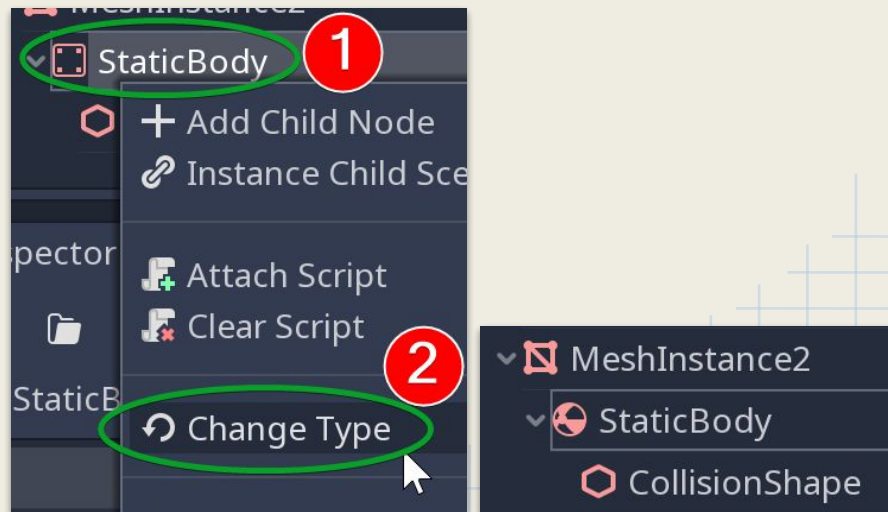 MeshInstance2
StaticBody
1
Add Child Node
Instance Child Sce
Attach Script
spector
Clear Script
2
StaticB
Change Type
MeshInstance2
StaticBody
CollisionShape